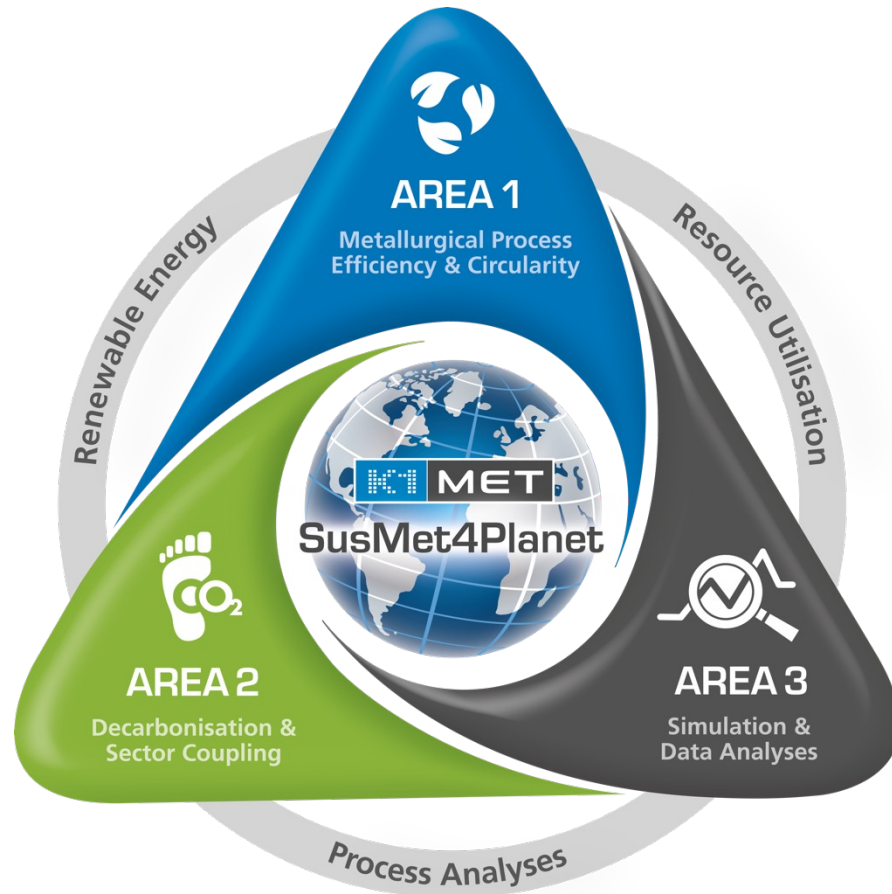 AREA 1
Metallurgical Process
Efficiency & Circularity
Renewable Energy
Resource Utilisation
K1 MET
SusMet4Planet
CO2
AREA 2
Decarbonisation &
Sector Coupling
AREA 3
Simulation &
Data Analyses
Process Analyses